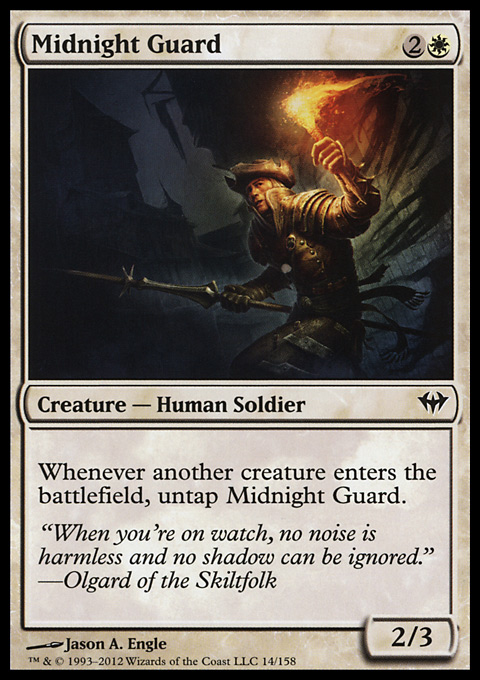 Midnight Guard 2
Creature — Human Soldier
Whenever another creature enters the
battlefield, untap Midnight Guard.
“When you’re on watch, no noise is
harmless and no shadow can be ignored.”
—Olgard of the Skiltfolk
Jason A. Engle
2/3
™ & © 1993–2012 Wizards of the Coast LLC 14/158